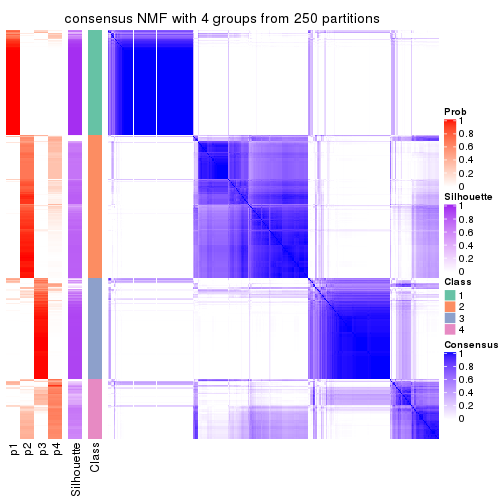 consensus NMF with 4 groups from 250 partitions
Prob
1
0.8
0.6
0.4
0.2
0
Silhouette
1
0.8
0.6
0.4
0.2
0
Class
1
2
3
4
Consensus
1
0.8
0.6
0.4
0.2
0
p1
p2
p3
p4
Silhouette
Class